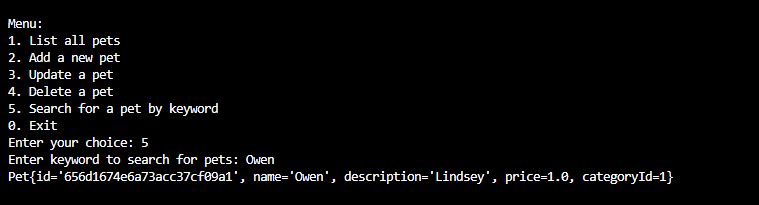 Menu:
1. List all pets
2. Add a new pet
3. Update a pet
4. Delete a pet
5. Search for a pet by keyword
0. Exit
Enter your choice: 5
Enter keyword to search for pets: Owen
Pet{id='656d1674e6a73acc37cf09a1', name='Owen', description='Lindsey', price=1.0, categoryId=1}